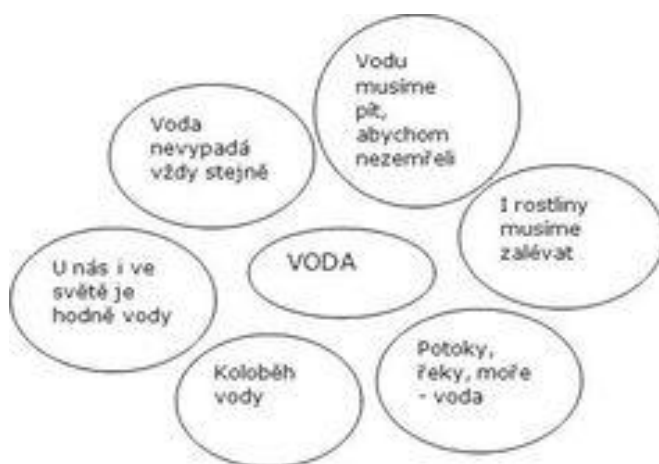 Vodu
musíme
pít,
abychom
nezemřeli
Voda
nevypadá
vždy stejně
I rostliny
musíme
zalévat
VODA
U nás i ve
světě je
hodně vody
Potoky,
řeky, moře
- voda
Koloběh
vody